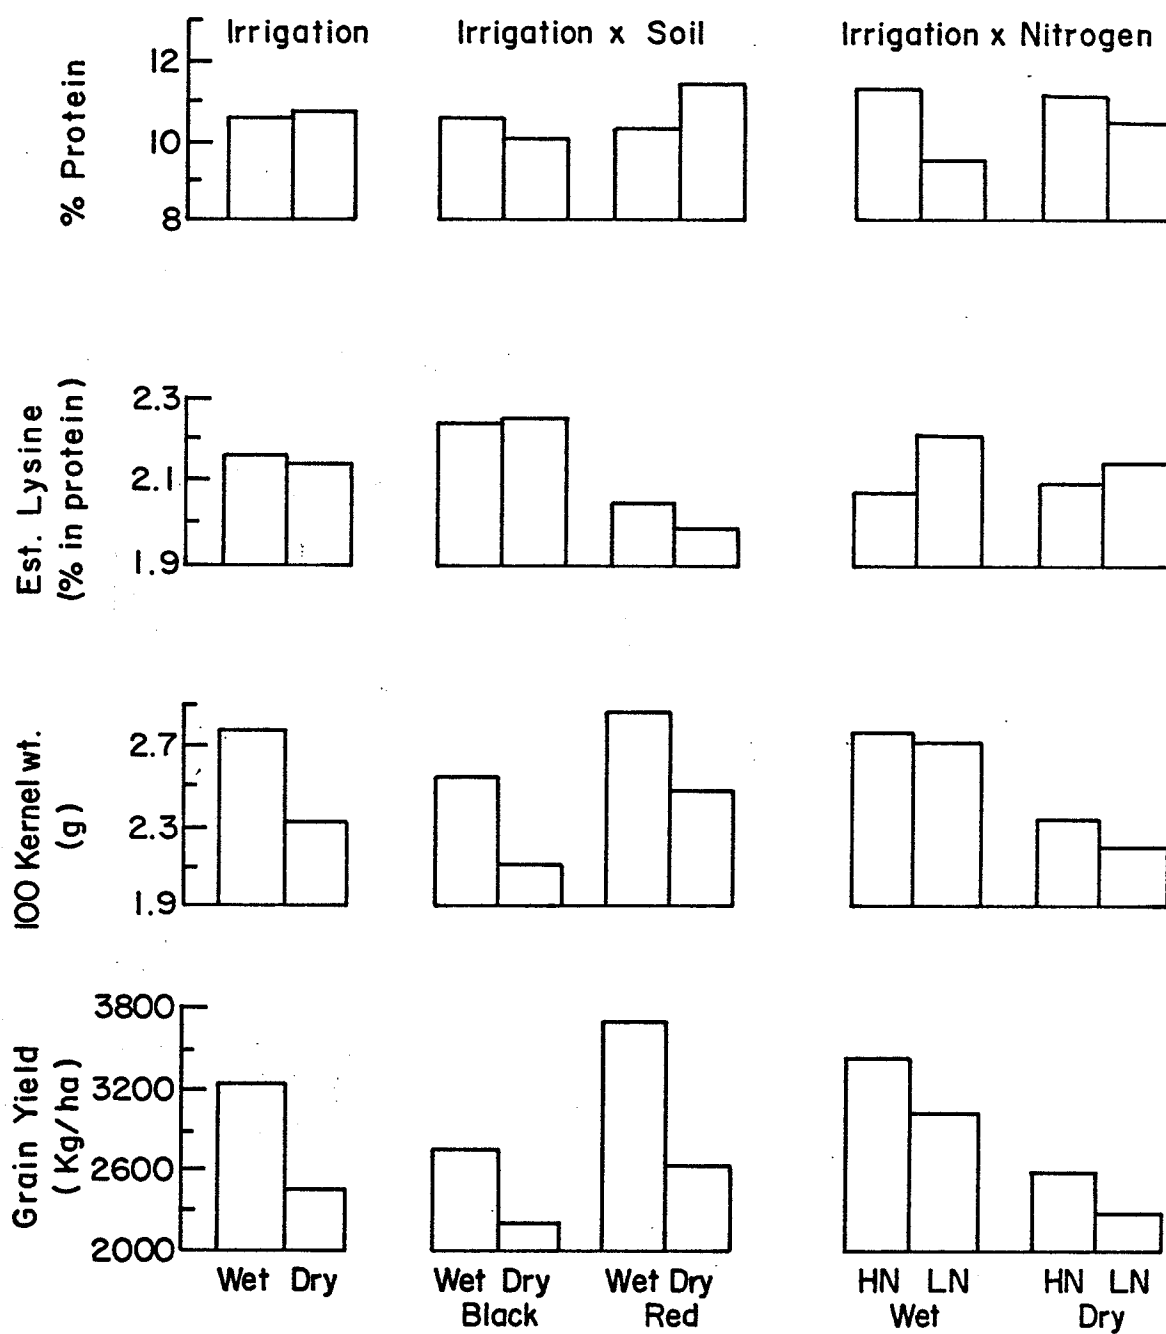 Irrigation
Irrigation x Soil
Irrigation x Nitrogen
% Protein
12
10
8
Est. Lysine
(% in protein)
2.3
2.1
1.9
100 Kernel wt.
(g)
2.7
2.3
1.9
Grain Yield
(Kg/ha)
3800
3200
2600
2000
Wet Dry
Wet Dry
Wet Dry
HN LN
HN LN
Black
Red
Wet
Dry